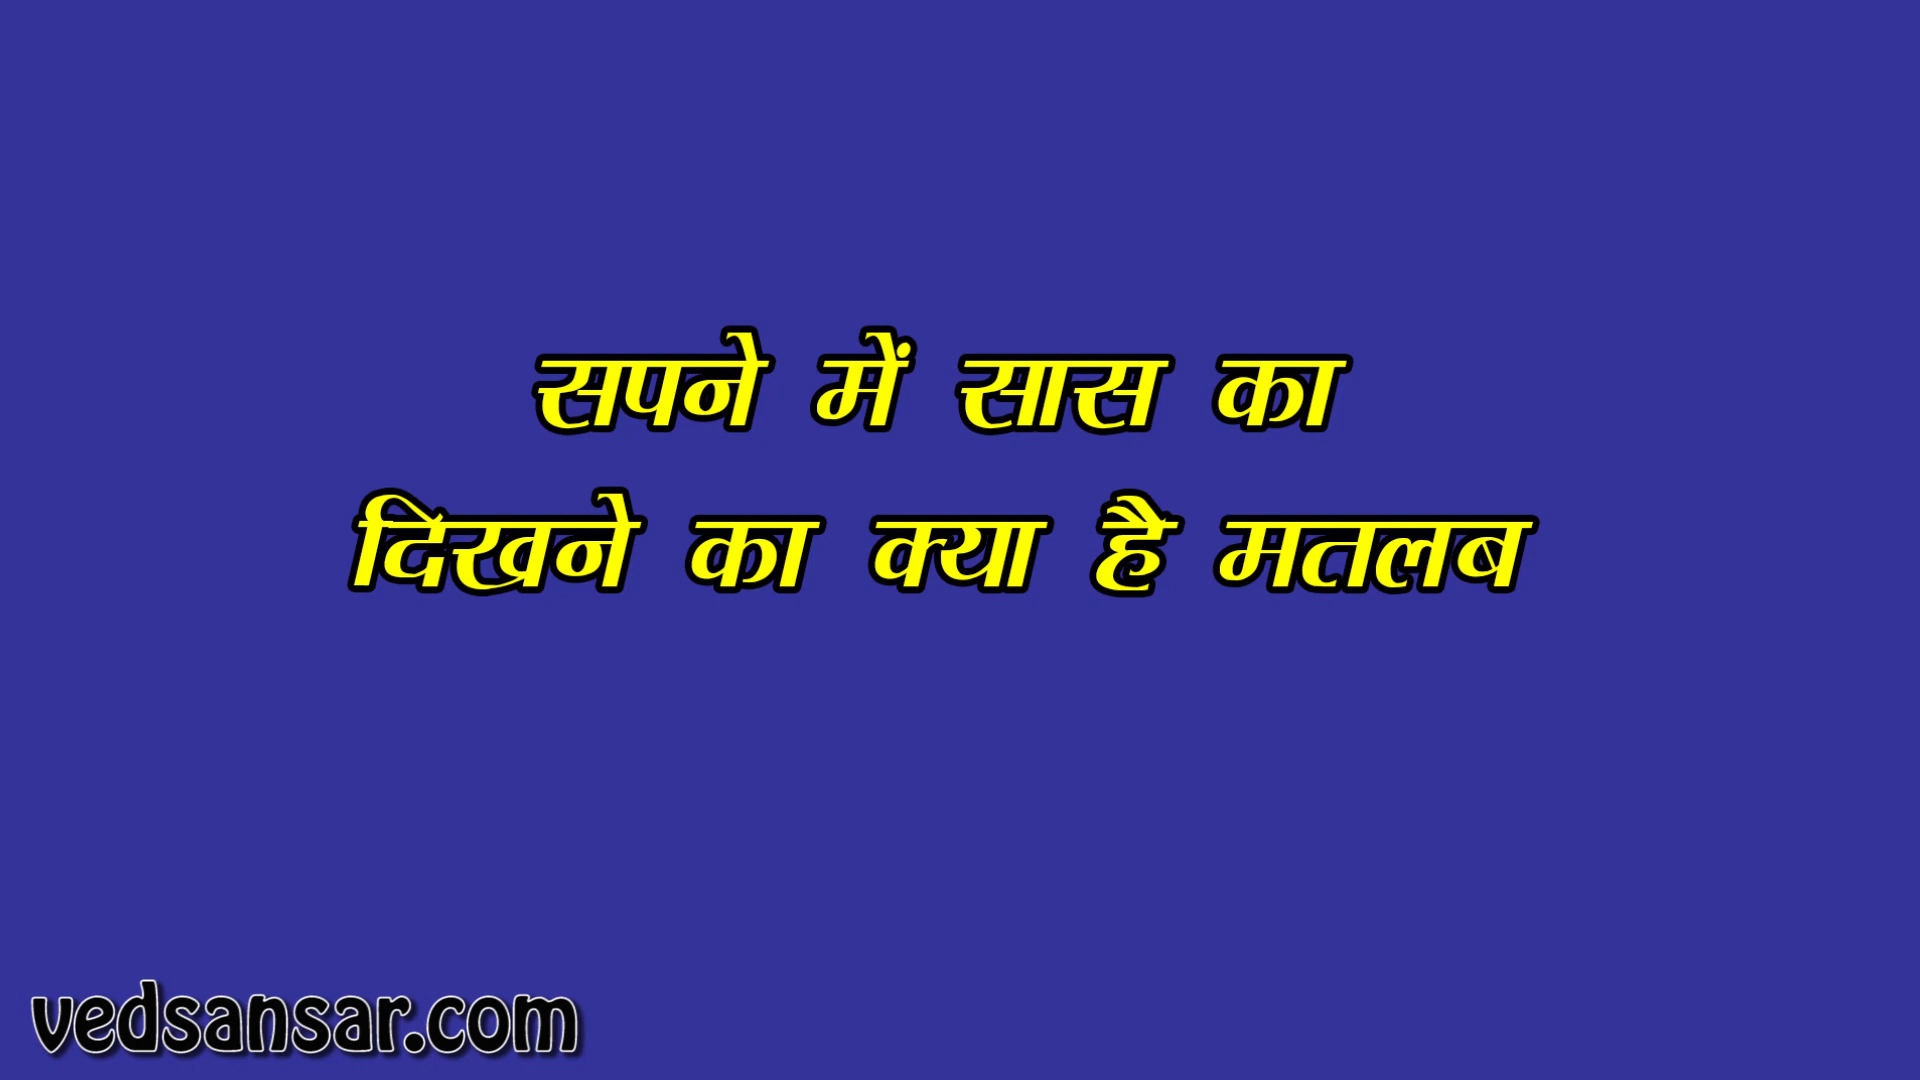 सपने में सास का
दिखने का क्या है मतलब
vedsansar.com